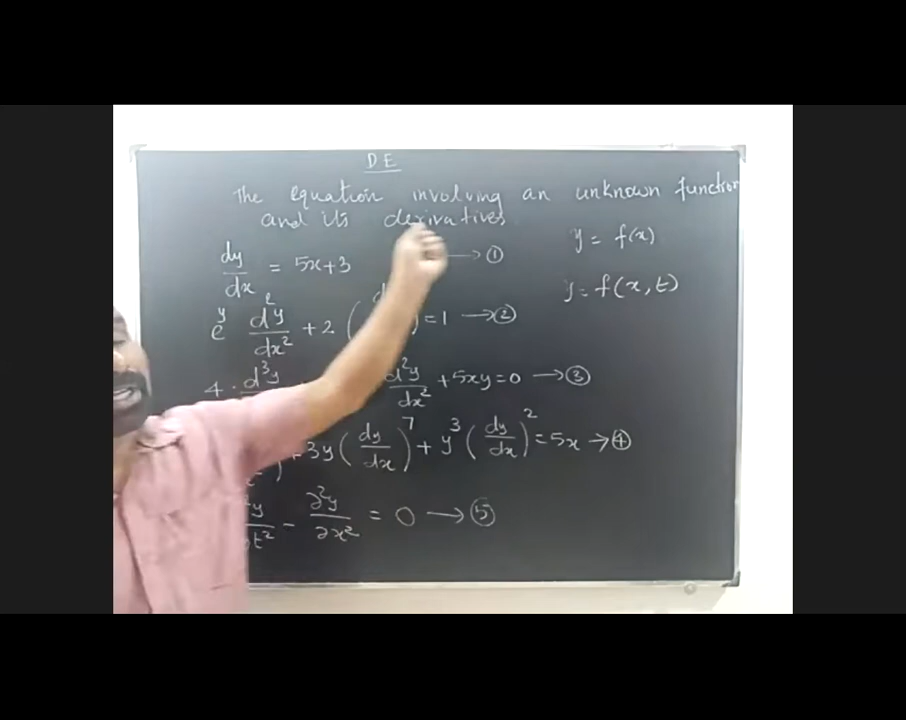 DE
The equation involving an unknown function
and its derivatives
y = f(x)
dy/dx = 5x+3 → ①
y = f(x, t)
e^y d²y/dx² + 2 ( = 1 → ②
4 · d³y d²y/dx² + 5xy = 0 → ③
) + 3y (dy/dx)^7 + y³ (dy/dx)² = 5x → ④
− ∂²y/∂x² = 0 → ⑤